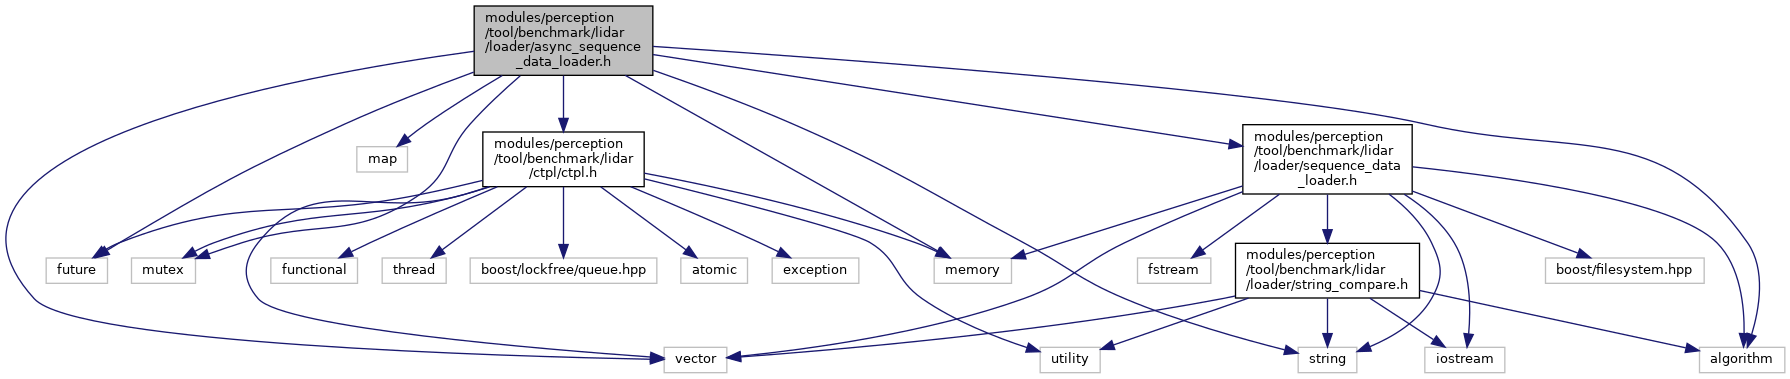 modules/perception
/tool/benchmark/lidar
/loader/async_sequence
_data_loader.h
modules/perception
/tool/benchmark/lidar
/loader/sequence_data
_loader.h
modules/perception
/tool/benchmark/lidar
/ctpl/ctpl.h
map
modules/perception
/tool/benchmark/lidar
/loader/string_compare.h
future
mutex
functional
thread
boost/lockfree/queue.hpp
atomic
exception
memory
fstream
boost/filesystem.hpp
vector
utility
string
iostream
algorithm